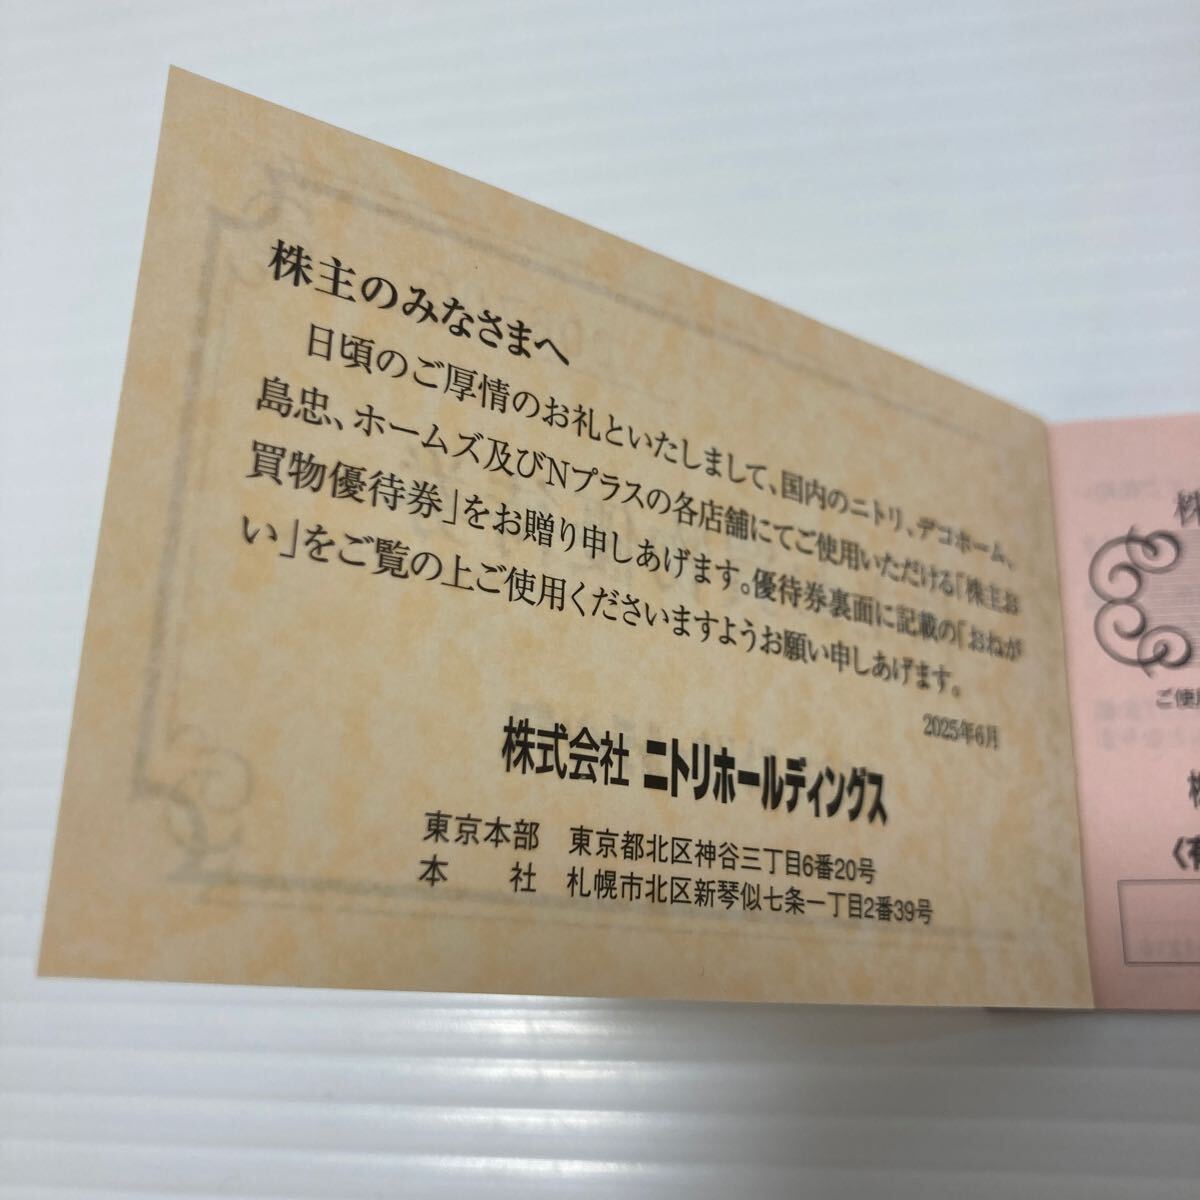 株主のみなさまへ
日頃のご厚情のお礼といたしまして、国内のニトリ、デコホーム、
島忠、ホームズ及びNプラスの各店舗にてご使用いただける「株主お
買物優待券」をお贈り申しあげます。優待券裏面に記載の「おねが
い」をご覧の上ご使用くださいますようお願い申しあげます。
2025年6月
株式会社 ニトリホールディングス
東京本部 東京都北区神谷三丁目6番20号
本 社 札幌市北区新琴似七条一丁目2番39号
株
ご使用